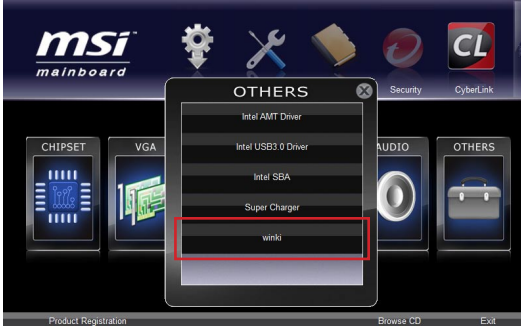 msi™
mainboard
CL
Security
CyberLink
OTHERS
Intel AMT Driver
Intel USB3.0 Driver
Intel SBA
Super Charger
winki
CHIPSET
VGA
AUDIO
OTHERS
Product Registration
Browse CD
Exit